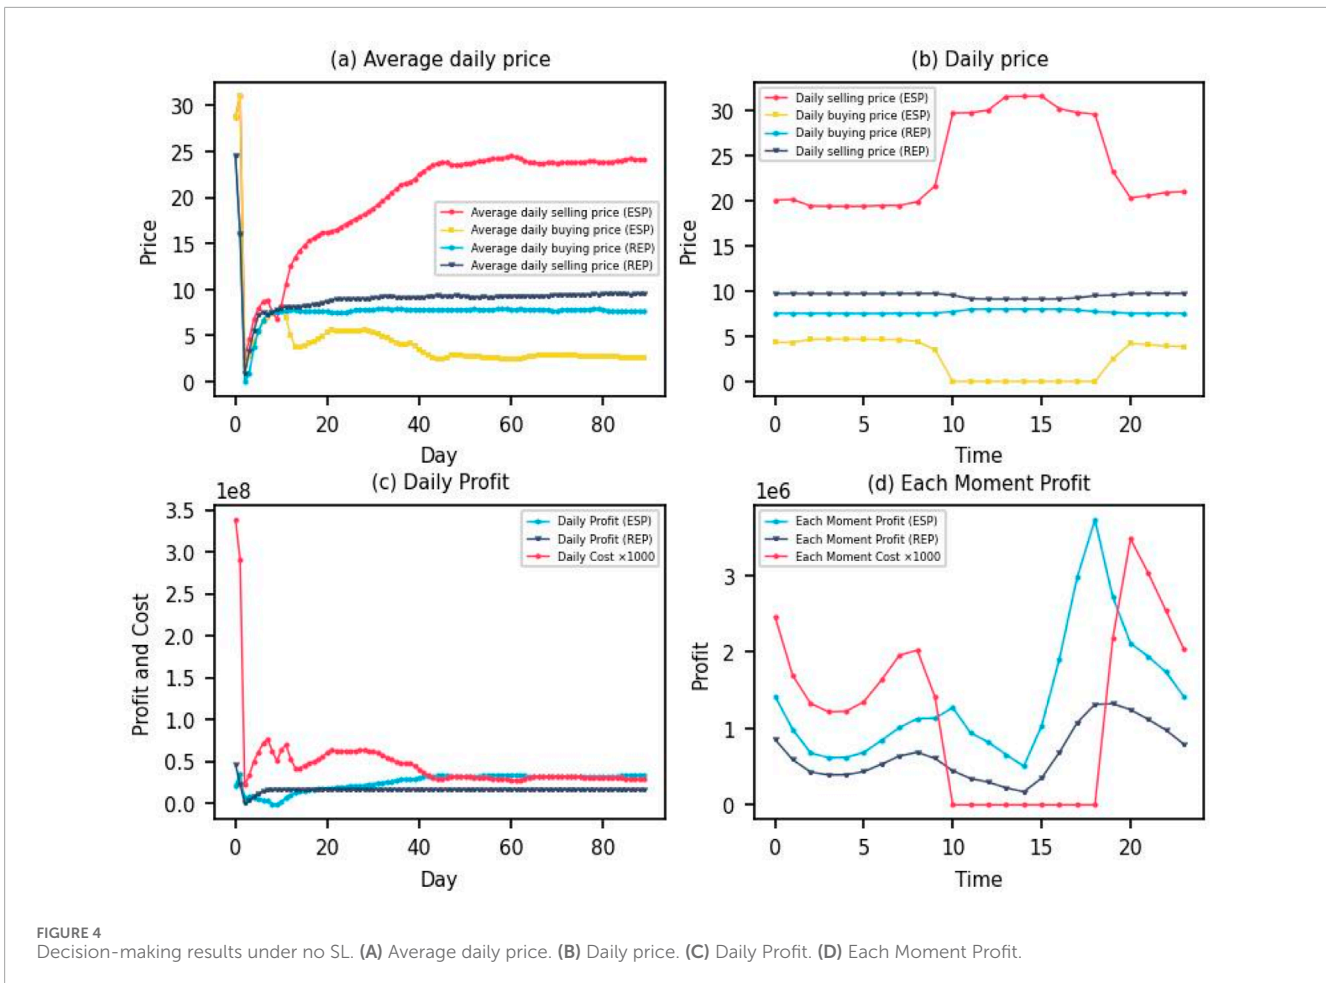 (a) Average daily price
30
25
20
15
10
5
0
Price
Average daily selling price (ESP)
Average daily buying price (ESP)
Average daily buying price (REP)
Average daily selling price (REP)
0 20 40 60 80
Day
(b) Daily price
30
25
20
15
10
5
0
Price
Daily selling price (ESP)
Daily buying price (ESP)
Daily buying price (REP)
Daily selling price (REP)
0 5 10 15 20
Time
(c) Daily Profit
1e8
3.5
3.0
2.5
2.0
1.5
1.0
0.5
0.0
Profit and Cost
Daily Profit (ESP)
Daily Profit (REP)
Daily Cost ×1000
0 20 40 60 80
Day
(d) Each Moment Profit
1e6
3
2
1
0
Profit
Each Moment Profit (ESP)
Each Moment Profit (REP)
Each Moment Cost ×1000
0 5 10 15 20
Time
FIGURE 4
Decision-making results under no SL. (A) Average daily price. (B) Daily price. (C) Daily Profit. (D) Each Moment Profit.